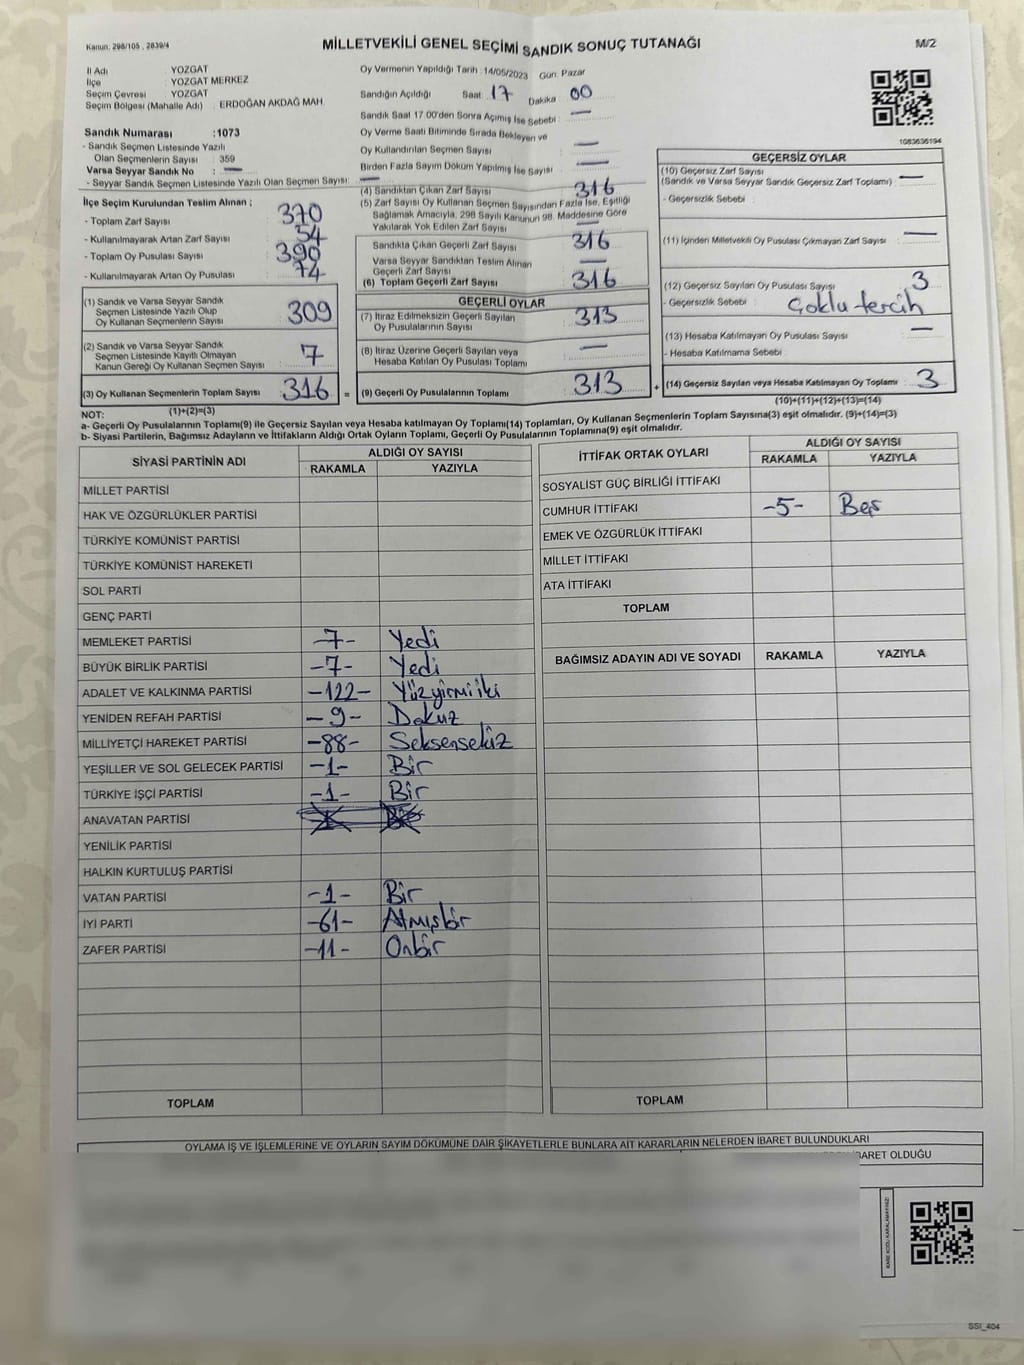 Kanun: 298/105 , 2839/4
MİLLETVEKİLİ GENEL SEÇİMİ SANDIK SONUÇ TUTANAĞI
M/2
İl Adı : YOZGAT
İlçe : YOZGAT MERKEZ
Seçim Çevresi : YOZGAT
Seçim Bölgesi (Mahalle Adı) : ERDOĞAN AKDAĞ MAH.
Sandık Numarası :1073
- Sandık Seçmen Listesinde Yazılı
Olan Seçmenlerin Sayısı : 359
Varsa Seyyar Sandık No : —
- Seyyar Sandık Seçmen Listesinde Yazılı Olan Seçmen Sayısı: —
İlçe Seçim Kurulundan Teslim Alınan ;
- Toplam Zarf Sayısı : 370
- Kullanılmayarak Artan Zarf Sayısı : 54
- Toplam Oy Pusulası Sayısı : 390
- Kullanılmayarak Artan Oy Pusulası : 74
(1) Sandık ve Varsa Seyyar Sandık
Seçmen Listesinde Yazılı Olup
Oy Kullanan Seçmenlerin Sayısı : 309
(2) Sandık ve Varsa Seyyar Sandık
Seçmen Listesinde Kayıtlı Olmayan
Kanun Gereği Oy Kullanan Seçmen Sayısı : 7
(3) Oy Kullanan Seçmenlerin Toplam Sayısı : 316 =
(1)+(2)=(3)
Oy Vermenin Yapıldığı Tarih :14/05/2023 Gün: Pazar
Sandığın Açıldığı Saat :17 Dakika :00
Sandık Saat 17 00'den Sonra Açılmış İse Sebebi : —
Oy Verme Saati Bitiminde Sırada Bekleyen ve
Oy Kullandırılan Seçmen Sayısı : —
Birden Fazla Sayım Döküm Yapılmış İse Sayısı : —
(4) Sandıktan Çıkan Zarf Sayısı : 316
(5) Zarf Sayısı Oy Kullanan Seçmen Sayısından Fazla İse, Eşitliği
Sağlamak Amacıyla, 298 Sayılı Kanunun 98. Maddesine Göre
Yakılarak Yok Edilen Zarf Sayısı : —
Sandıkta Çıkan Geçerli Zarf Sayısı : 316
Varsa Seyyar Sandıktan Teslim Alınan
Geçerli Zarf Sayısı : —
(6) Toplam Geçerli Zarf Sayısı : 316
GEÇERLİ OYLAR
(7) İtiraz Edilmeksizin Geçerli Sayılan
Oy Pusulalarının Sayısı : 313
(8) İtiraz Üzerine Geçerli Sayılan veya
Hesaba Katılan Oy Pusulası Toplamı : —
(9) Geçerli Oy Pusulalarının Toplamı : 313 +
1083636194
GEÇERSİZ OYLAR
(10) Geçersiz Zarf Sayısı
(Sandık ve Varsa Seyyar Sandık Geçersiz Zarf Toplamı) : —
- Geçersizlik Sebebi :
(11) İçinden Milletvekili Oy Pusulası Çıkmayan Zarf Sayısı : —
(12) Geçersiz Sayılan Oy Pusulası Sayısı : 3
- Geçersizlik Sebebi : Çoklu tercih
(13) Hesaba Katılmayan Oy Pusulası Sayısı : —
- Hesaba Katılmama Sebebi :
(14) Geçersiz Sayılan veya Hesaba Katılmayan Oy Toplamı : 3
(10)+(11)+(12)+(13)=(14)
NOT:
a- Geçerli Oy Pusulalarının Toplamı(9) ile Geçersiz Sayılan veya Hesaba katılmayan Oy Toplamı(14) Toplamları, Oy Kullanan Seçmenlerin Toplam Sayısına(3) eşit olmalıdır. (9)+(14)=(3)
b- Siyasi Partilerin, Bağımsız Adayların ve İttifakların Aldığı Ortak Oyların Toplamı, Geçerli Oy Pusulalarının Toplamına(9) eşit olmalıdır.
SİYASİ PARTİNİN ADI
ALDIĞI OY SAYISI
RAKAMLA YAZIYLA
MİLLET PARTİSİ
HAK VE ÖZGÜRLÜKLER PARTİSİ
TÜRKİYE KOMÜNİST PARTİSİ
TÜRKİYE KOMÜNİST HAREKETİ
SOL PARTİ
GENÇ PARTİ
MEMLEKET PARTİSİ -7- Yedi
BÜYÜK BİRLİK PARTİSİ -7- Yedi
ADALET VE KALKINMA PARTİSİ -122- Yüzyirmiiki
YENİDEN REFAH PARTİSİ -9- Dokuz
MİLLİYETÇİ HAREKET PARTİSİ -88- Seksensekiz
YEŞİLLER VE SOL GELECEK PARTİSİ -1- Bir
TÜRKİYE İŞÇİ PARTİSİ -1- Bir
ANAVATAN PARTİSİ
YENİLİK PARTİSİ
HALKIN KURTULUŞ PARTİSİ
VATAN PARTİSİ -1- Bir
İYİ PARTİ -61- Atmışbir
ZAFER PARTİSİ -11- Onbir
TOPLAM
İTTİFAK ORTAK OYLARI
ALDIĞI OY SAYISI
RAKAMLA YAZIYLA
SOSYALİST GÜÇ BİRLİĞİ İTTİFAKI
CUMHUR İTTİFAKI -5- Beş
EMEK VE ÖZGÜRLÜK İTTİFAKI
MİLLET İTTİFAKI
ATA İTTİFAKI
TOPLAM
BAĞIMSIZ ADAYIN ADI VE SOYADI RAKAMLA YAZIYLA
TOPLAM
OYLAMA İŞ VE İŞLEMLERİNE VE OYLARIN SAYIM DÖKÜMÜNE DAİR ŞİKAYETLERLE BUNLARA AİT KARARLARIN NELERDEN İBARET BULUNDUKLARI
İBARET OLDUĞU
KARE KODU KARALAMAYINIZ!
SSI_404